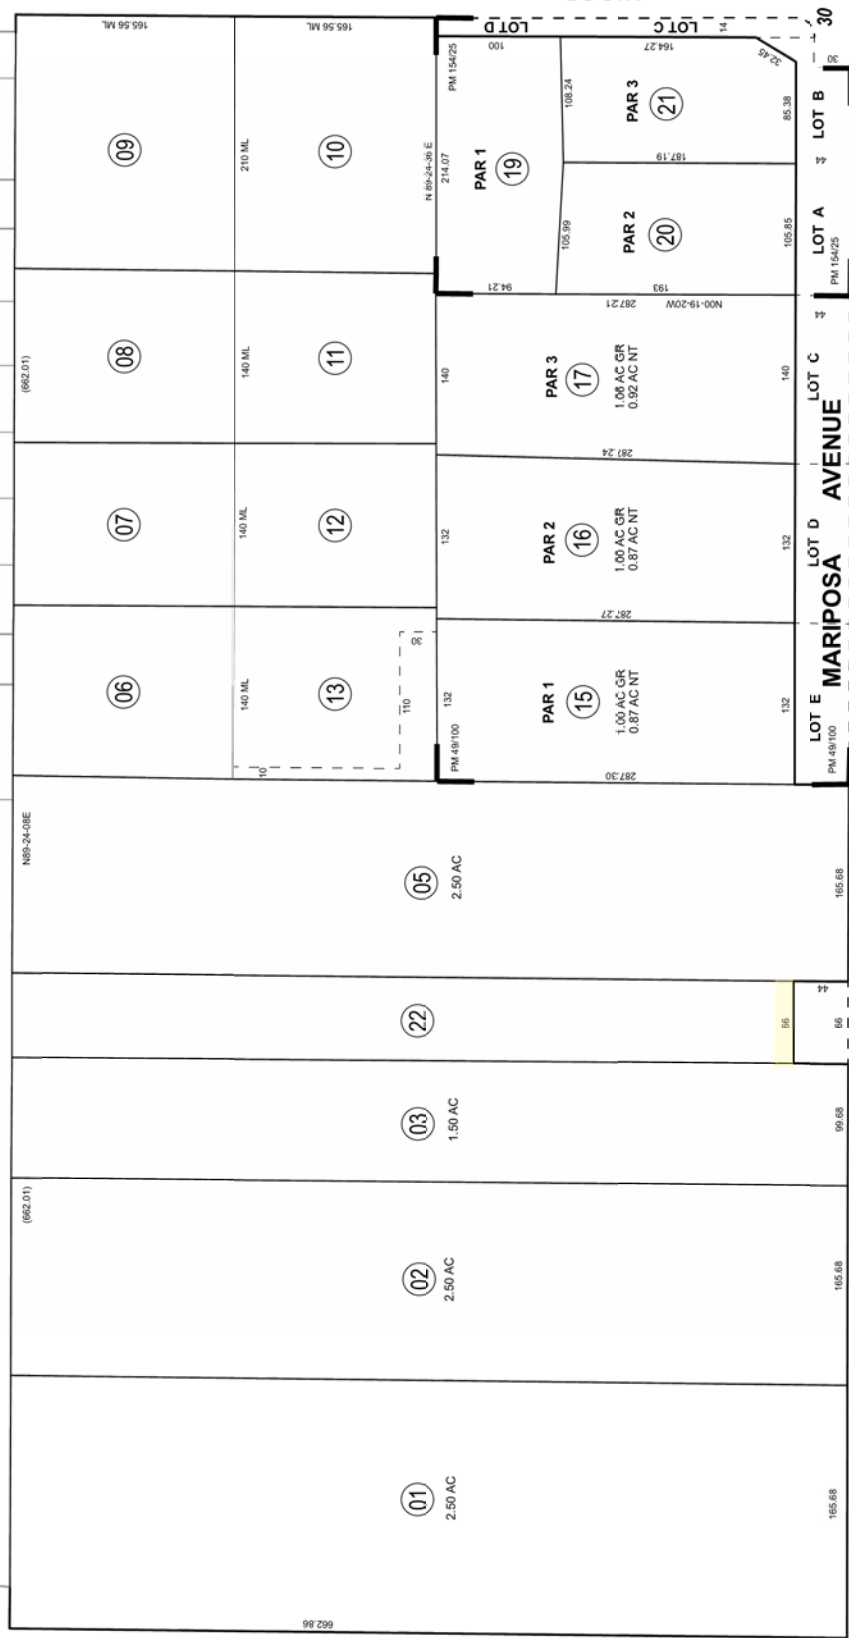 30
165.56 ML
165.56 ML
LOT D
LOT C
14
100
164.27
32.45
30
PM 154/25
09
210 ML
10
N 89-24-36 E
214.07
PAR 1
19
108.24
PAR 3
21
85.38
LOT B
187.19
44
105.99
PAR 2
20
105.85
LOT A
PM 154/25
94.21
193
287.21
N00-19-20W
44
(662.01)
08
140 ML
11
140
PAR 3
17
1.06 AC GR
0.92 AC NT
140
LOT C
287.24
07
140 ML
12
132
PAR 2
16
1.00 AC GR
0.87 AC NT
132
LOT D
MARIPOSA AVENUE
287.27
30
06
140 ML
13
110
132
PAR 1
15
1.00 AC GR
0.87 AC NT
132
LOT E
10
PM 49/100
287.30
PM 49/100
N89-24-08E
05
2.50 AC
165.68
44
22
66
66
03
1.50 AC
99.68
(662.01)
02
2.50 AC
165.68
01
2.50 AC
165.68
662.86